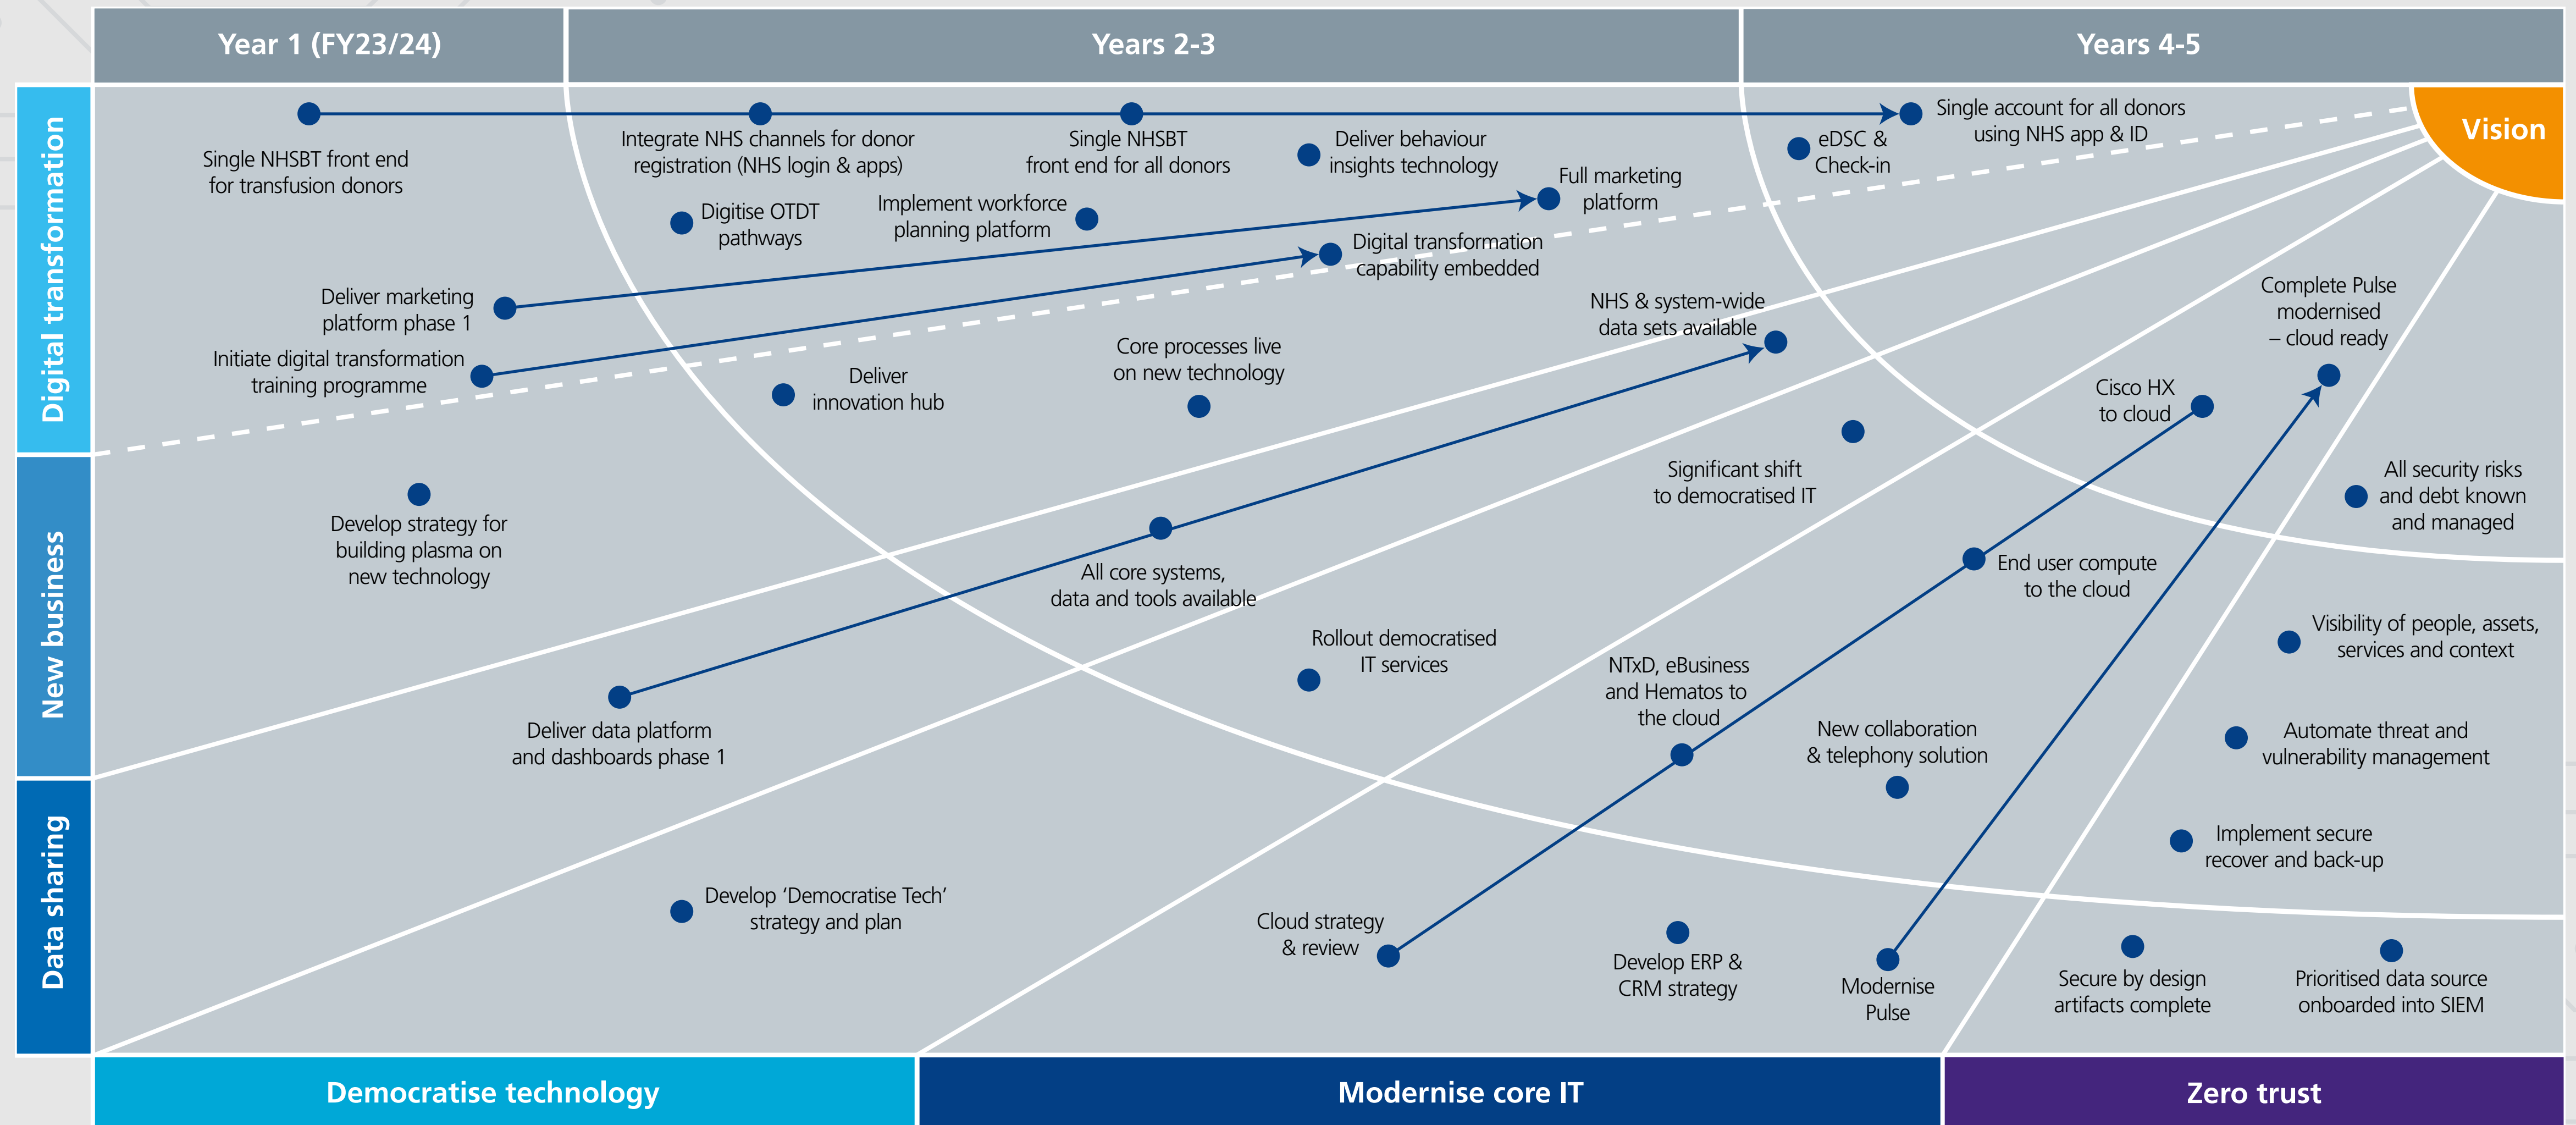 Year 1 (FY23/24)
Years 2-3
Years 4-5
Digital transformation
New business
Data sharing
Vision
Single NHSBT front end
for transfusion donors
Integrate NHS channels for donor
registration (NHS login & apps)
Single NHSBT
front end for all donors
Deliver behaviour
insights technology
eDSC &
Check-in
Single account for all donors
using NHS app & ID
Digitise OTDT
pathways
Implement workforce
planning platform
Full marketing
platform
Deliver marketing
platform phase 1
Digital transformation
capability embedded
Initiate digital transformation
training programme
Deliver
innovation hub
Core processes live
on new technology
NHS & system-wide
data sets available
Complete Pulse
modernised
– cloud ready
Cisco HX
to cloud
Develop strategy for
building plasma on
new technology
Significant shift
to democratised IT
All security risks
and debt known
and managed
All core systems,
data and tools available
End user compute
to the cloud
Visibility of people, assets,
services and context
Rollout democratised
IT services
NTxD, eBusiness
and Hematos to
the cloud
Deliver data platform
and dashboards phase 1
New collaboration
& telephony solution
Automate threat and
vulnerability management
Implement secure
recover and back-up
Develop ‘Democratise Tech’
strategy and plan
Cloud strategy
& review
Develop ERP &
CRM strategy
Modernise
Pulse
Secure by design
artifacts complete
Prioritised data source
onboarded into SIEM
Democratise technology
Modernise core IT
Zero trust